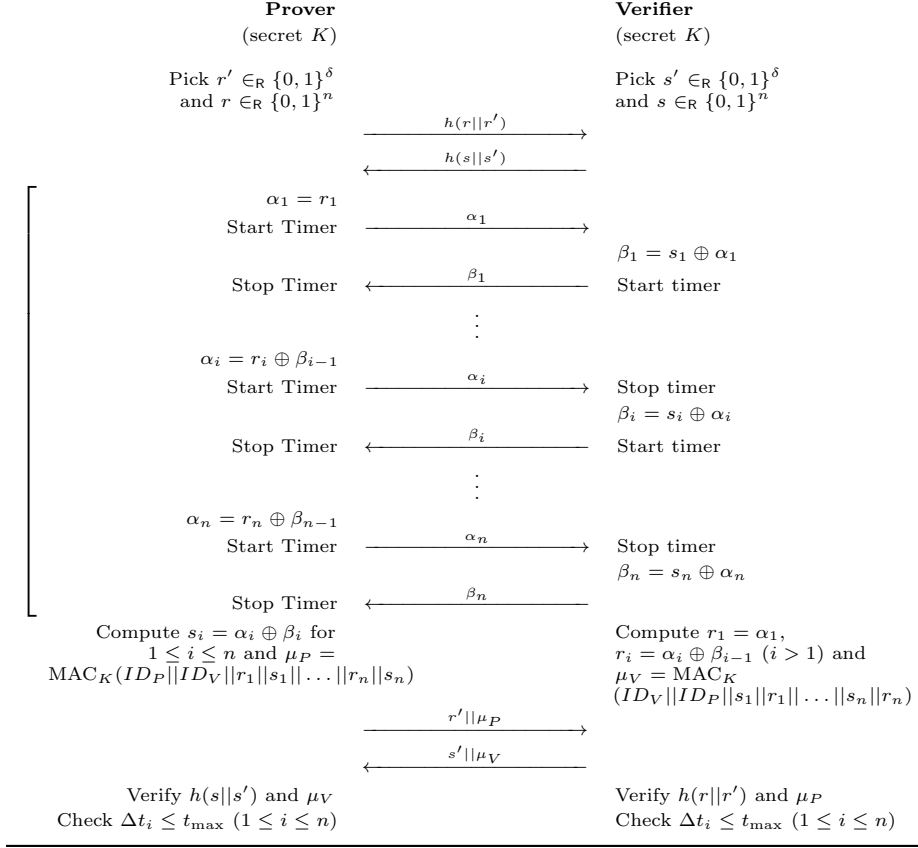 Prover Verifier
(secret K) (secret K)
Pick r′ ∈R {0, 1}^δ Pick s′ ∈R {0, 1}^δ
and r ∈R {0, 1}^n and s ∈R {0, 1}^n
h(r||r′)
h(s||s′)
α1 = r1
Start Timer α1
β1 = s1 ⊕ α1
Stop Timer β1 Start timer
⋮
αi = ri ⊕ βi−1
Start Timer αi Stop timer
βi = si ⊕ αi
Stop Timer βi Start timer
⋮
αn = rn ⊕ βn−1
Start Timer αn Stop timer
βn = sn ⊕ αn
Stop Timer βn
Compute si = αi ⊕ βi for Compute r1 = α1,
1 ≤ i ≤ n and μP = ri = αi ⊕ βi−1 (i > 1) and
MACK(IDP||IDV||r1||s1|| . . . ||rn||sn) μV = MACK
(IDV||IDP||s1||r1|| . . . ||sn||rn)
r′||μP
s′||μV
Verify h(s||s′) and μV Verify h(r||r′) and μP
Check Δti ≤ tmax (1 ≤ i ≤ n) Check Δti ≤ tmax (1 ≤ i ≤ n)